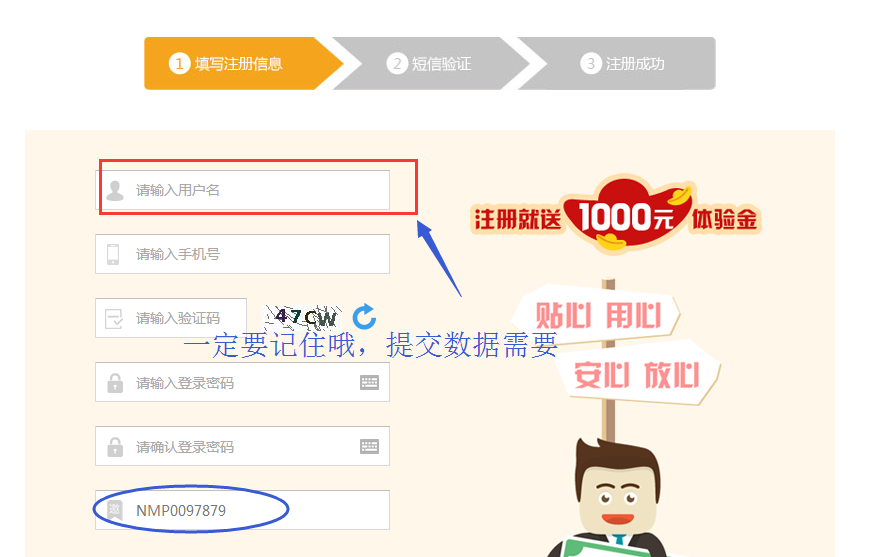 1 填写注册信息
2 短信验证
3 注册成功
请输入用户名
请输入手机号
请输入验证码
47CW
一定要记住哦，提交数据需要
请输入登录密码
请确认登录密码
邀
NMP0097879
注册就送1000元体验金
贴心 用心
安心 放心